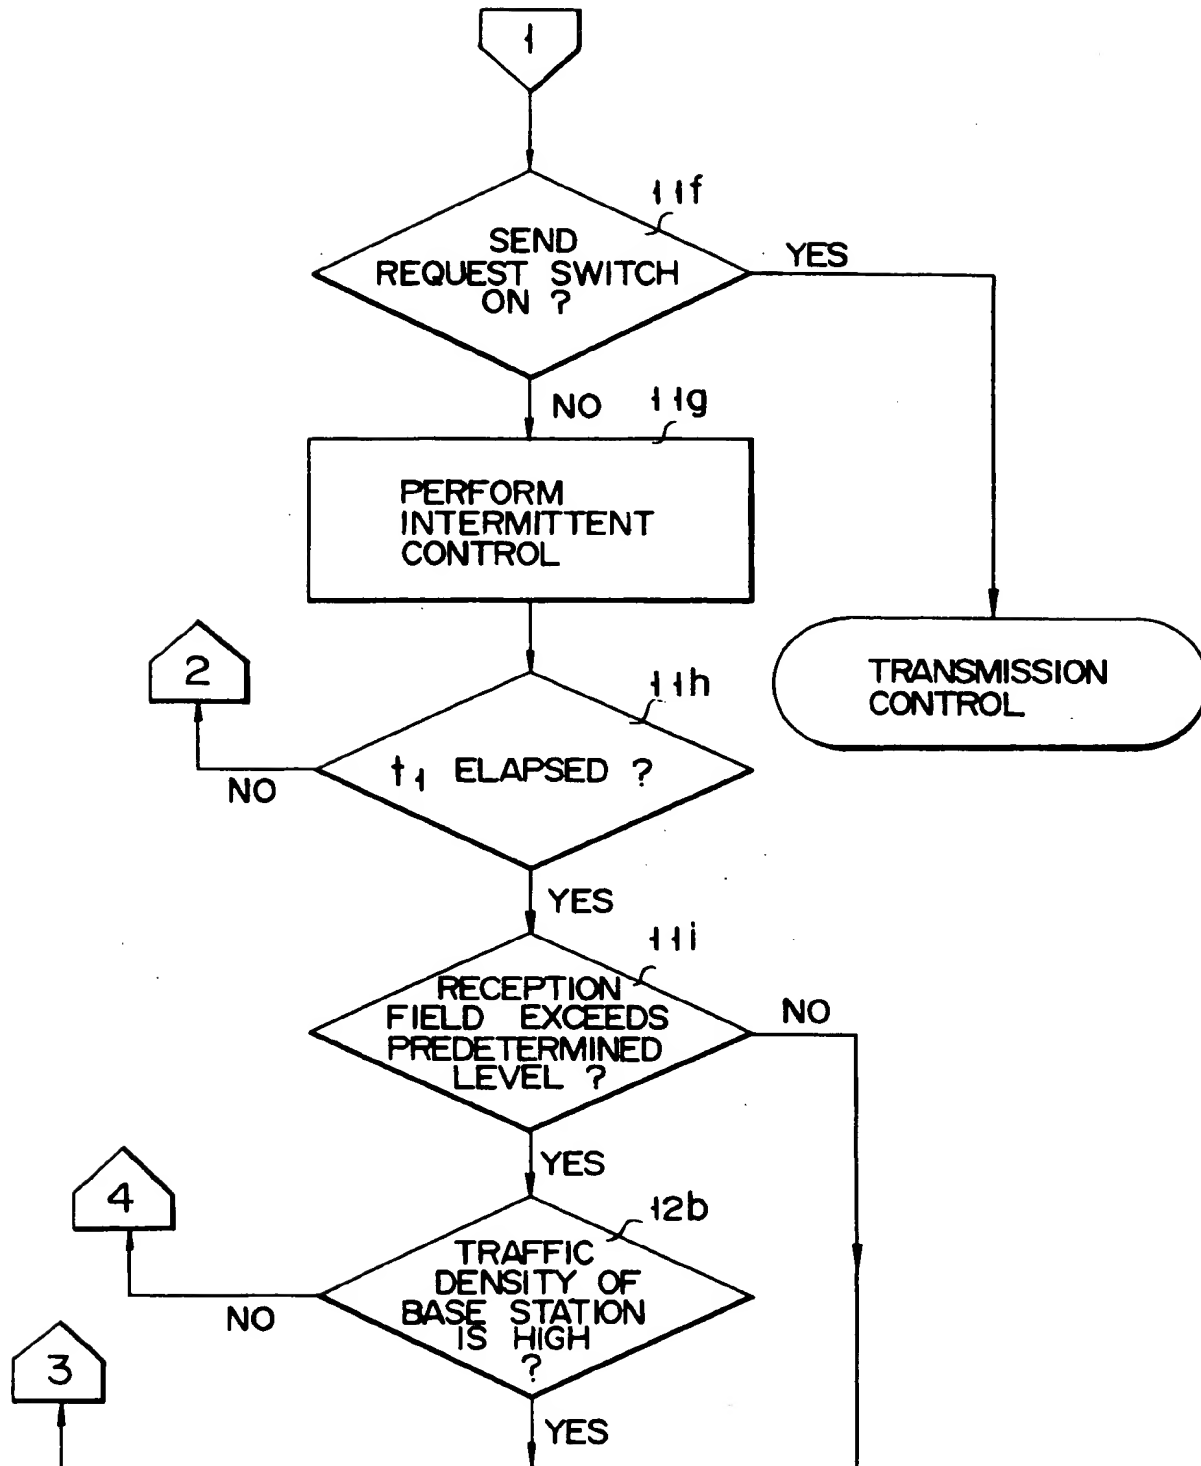 1
11f
SEND
REQUEST SWITCH
ON ?
YES
NO
11g
PERFORM
INTERMITTENT
CONTROL
2
11h
TRANSMISSION
CONTROL
t1 ELAPSED ?
NO
YES
11i
RECEPTION
FIELD EXCEEDS
PREDETERMINED
LEVEL ?
NO
YES
4
12b
TRAFFIC
DENSITY OF
BASE STATION
IS HIGH
?
NO
3
YES